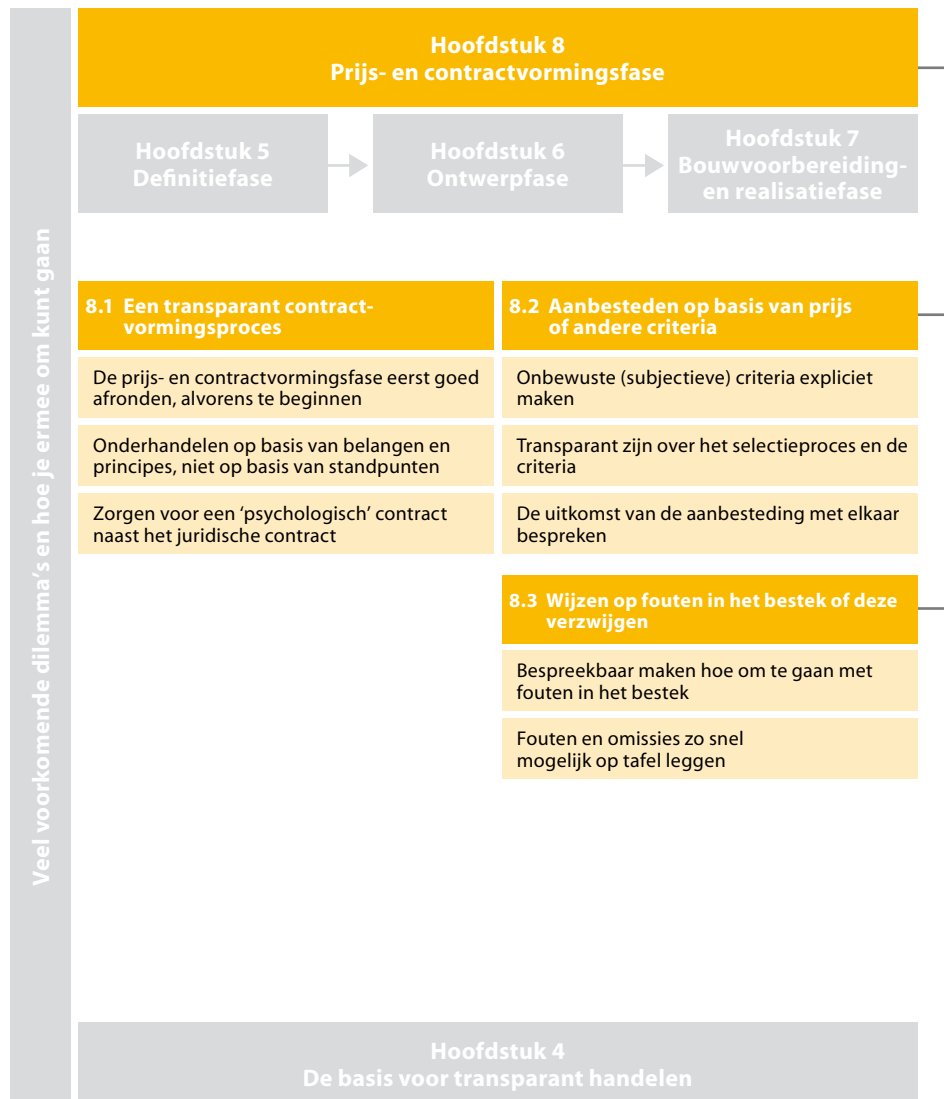 Hoofdstuk 8
Prijs- en contractvormingsfase
Hoofdstuk 5
Definitiefase
Hoofdstuk 6
Ontwerpfase
Hoofdstuk 7
Bouwvoorbereiding-
en realisatiefase
Veel voorkomende dilemma's en hoe je ermee om kunt gaan
8.1 Een transparant contract-
vormingsproces
De prijs- en contractvormingsfase eerst goed
afronden, alvorens te beginnen
Onderhandelen op basis van belangen en
principes, niet op basis van standpunten
Zorgen voor een ‘psychologisch’ contract
naast het juridische contract
8.2 Aanbesteden op basis van prijs
of andere criteria
Onbewuste (subjectieve) criteria expliciet
maken
Transparant zijn over het selectieproces en de
criteria
De uitkomst van de aanbesteding met elkaar
bespreken
8.3 Wijzen op fouten in het bestek of deze
verzwijgen
Bespreekbaar maken hoe om te gaan met
fouten in het bestek
Fouten en omissies zo snel
mogelijk op tafel leggen
Hoofdstuk 4
De basis voor transparant handelen